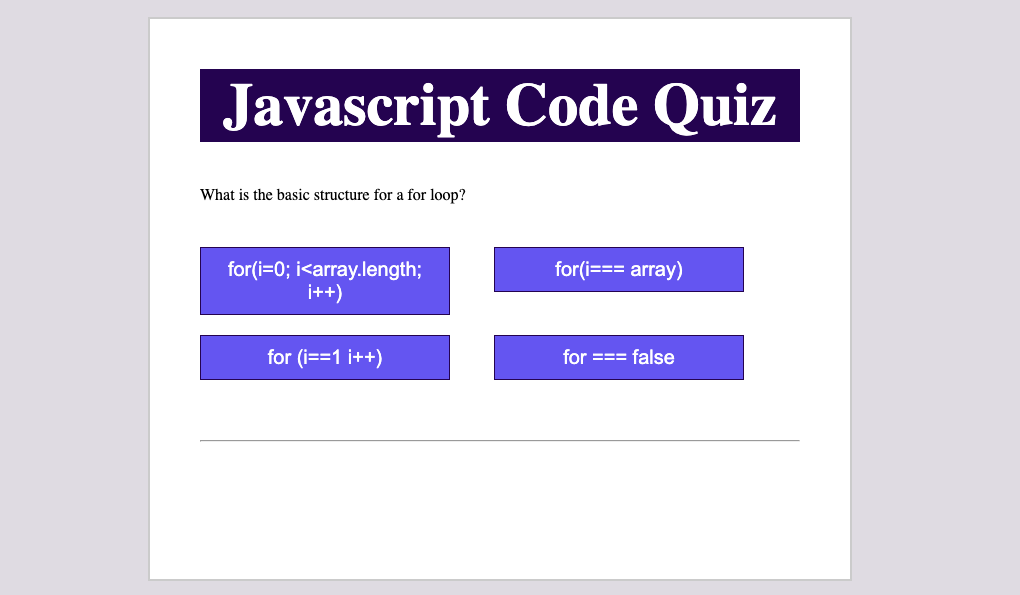 Javascript Code Quiz
What is the basic structure for a for loop?
for(i=0; i<array.length;
i++)
for(i=== array)
for (i==1 i++)
for === false